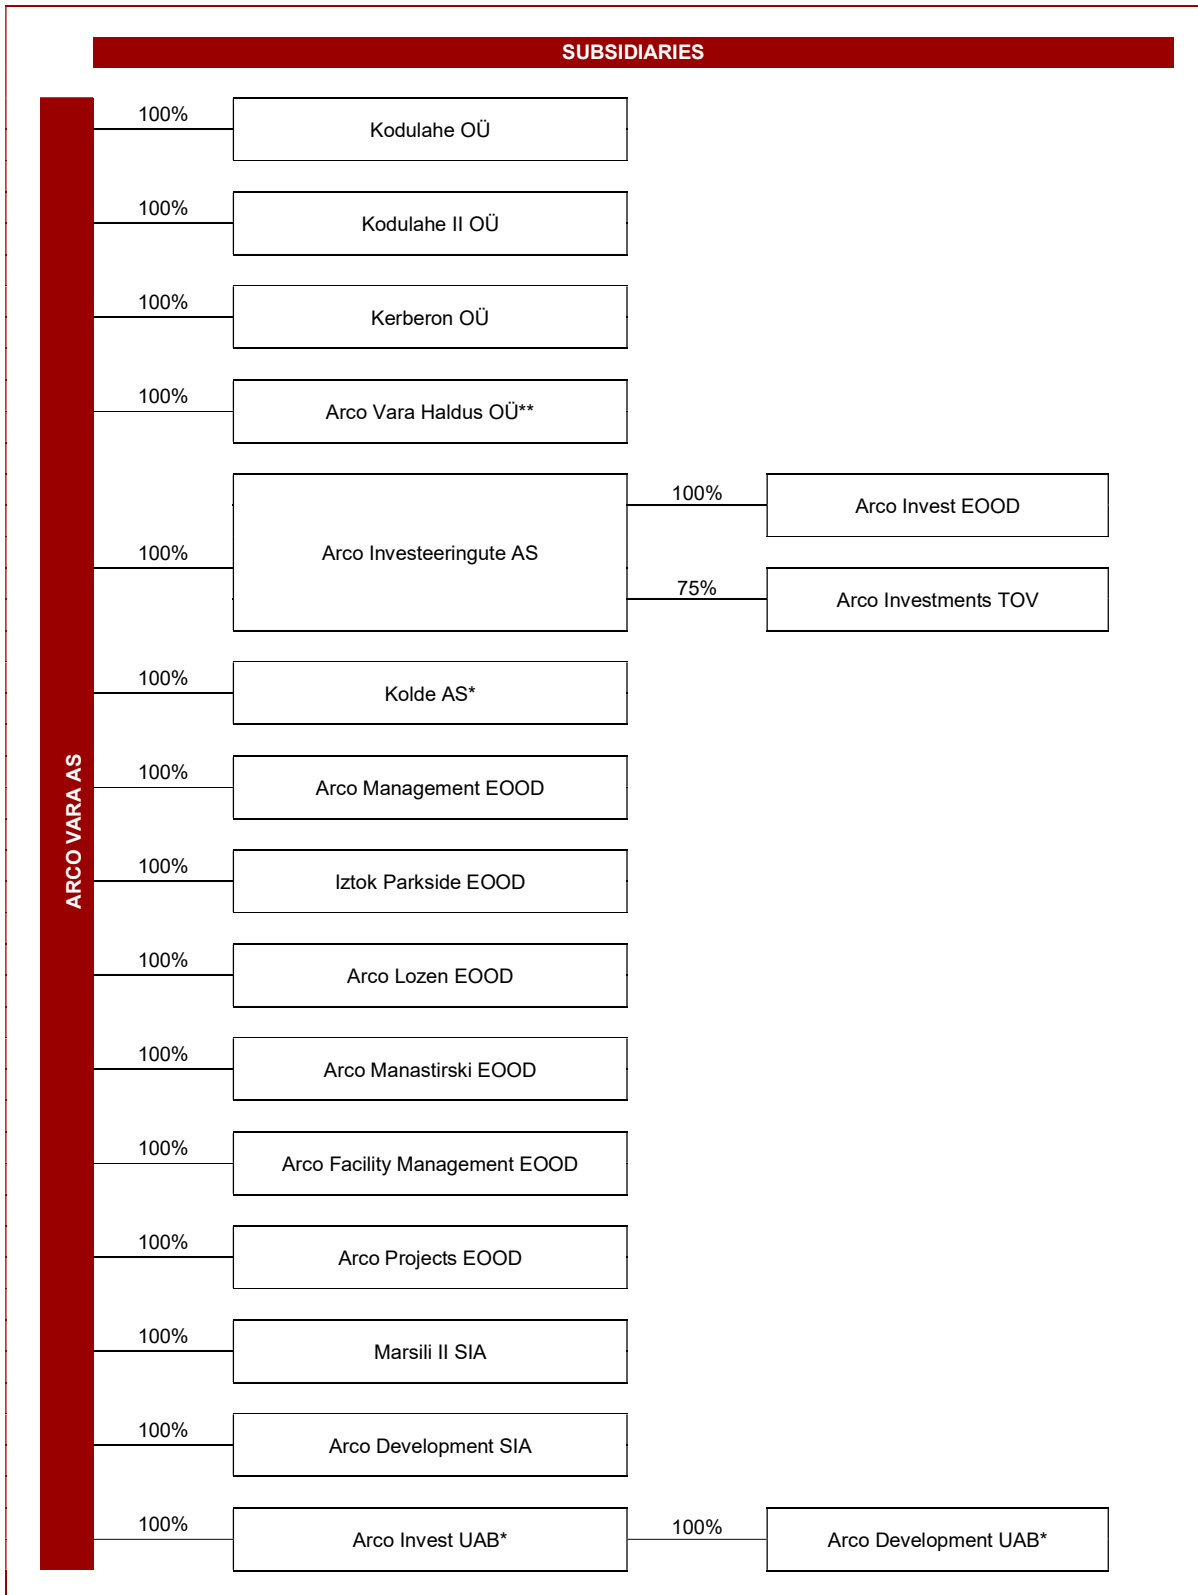 SUBSIDIARIES
ARCO VARA AS
100%
Kodulahe OÜ
100%
Kodulahe II OÜ
100%
Kerberon OÜ
100%
Arco Vara Haldus OÜ**
100%
Arco Investeeringute AS
100%
Arco Invest EOOD
75%
Arco Investments TOV
100%
Kolde AS*
100%
Arco Management EOOD
100%
Iztok Parkside EOOD
100%
Arco Lozen EOOD
100%
Arco Manastirski EOOD
100%
Arco Facility Management EOOD
100%
Arco Projects EOOD
100%
Marsili II SIA
100%
Arco Development SIA
100%
Arco Invest UAB*
100%
Arco Development UAB*